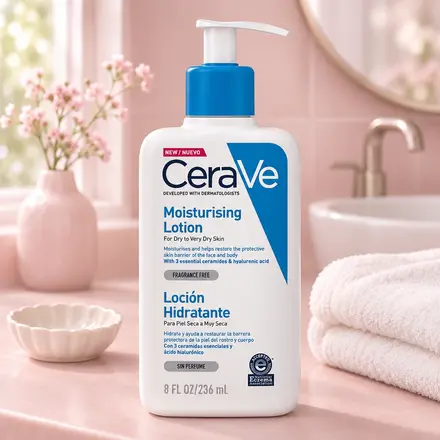 NEW / NUEVO
CeraVe
DEVELOPED WITH DERMATOLOGISTS
Moisturising
Lotion
For Dry to Very Dry Skin
Moisturises and helps restore the protective
skin barrier of the face and body
With 3 essential ceramides & hyaluronic acid
FRAGRANCE FREE
Loción
Hidratante
Para Piel Seca a Muy Seca
Hidrata y ayuda a restaurar la barrera
protectora de la piel del rostro y cuerpo
Con 3 ceramidas esenciales y
ácido hialurónico
SIN PERFUME
8 FL OZ/236 mL
National
Eczema
Association